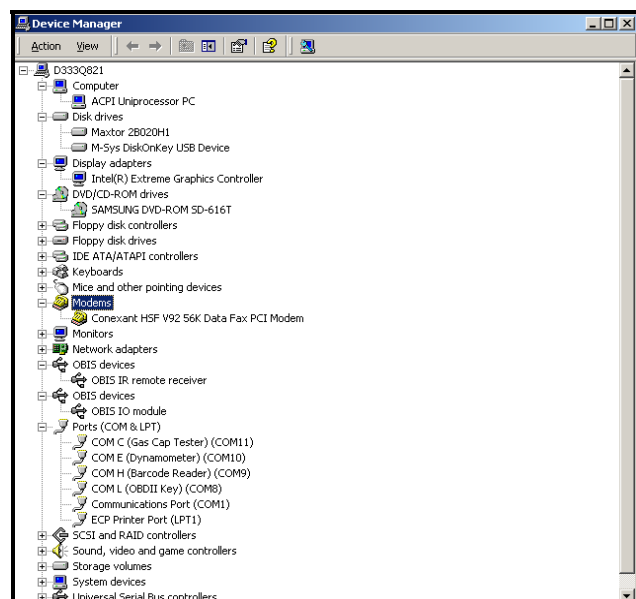 Device Manager
Action View
D333Q821
Computer
ACPI Uniprocessor PC
Disk drives
Maxtor 2B020H1
M-Sys DiskOnKey USB Device
Display adapters
Intel(R) Extreme Graphics Controller
DVD/CD-ROM drives
SAMSUNG DVD-ROM SD-616T
Floppy disk controllers
Floppy disk drives
IDE ATA/ATAPI controllers
Keyboards
Mice and other pointing devices
Modems
Conexant HSF V92 56K Data Fax PCI Modem
Monitors
Network adapters
OBIS devices
OBIS IR remote receiver
OBIS devices
OBIS IO module
Ports (COM & LPT)
COM C (Gas Cap Tester) (COM11)
COM E (Dynamometer) (COM10)
COM H (Barcode Reader) (COM9)
COM L (OBDII Key) (COM8)
Communications Port (COM1)
ECP Printer Port (LPT1)
SCSI and RAID controllers
Sound, video and game controllers
Storage volumes
System devices
Universal Serial Bus controllers